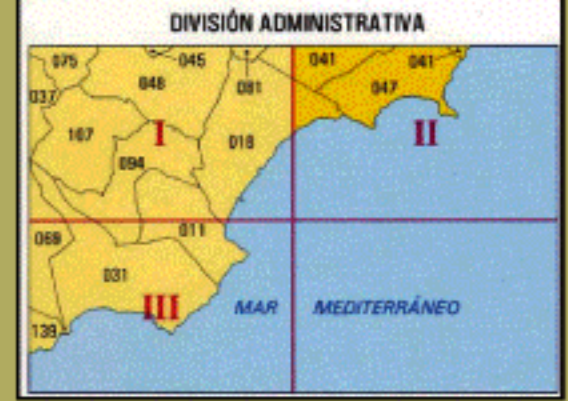 DIVISIÓN ADMINISTRATIVA
075 045 041 041
037 048 081 047
107 I 018 II
094
069 011
031
III MAR MEDITERRÁNEO
139